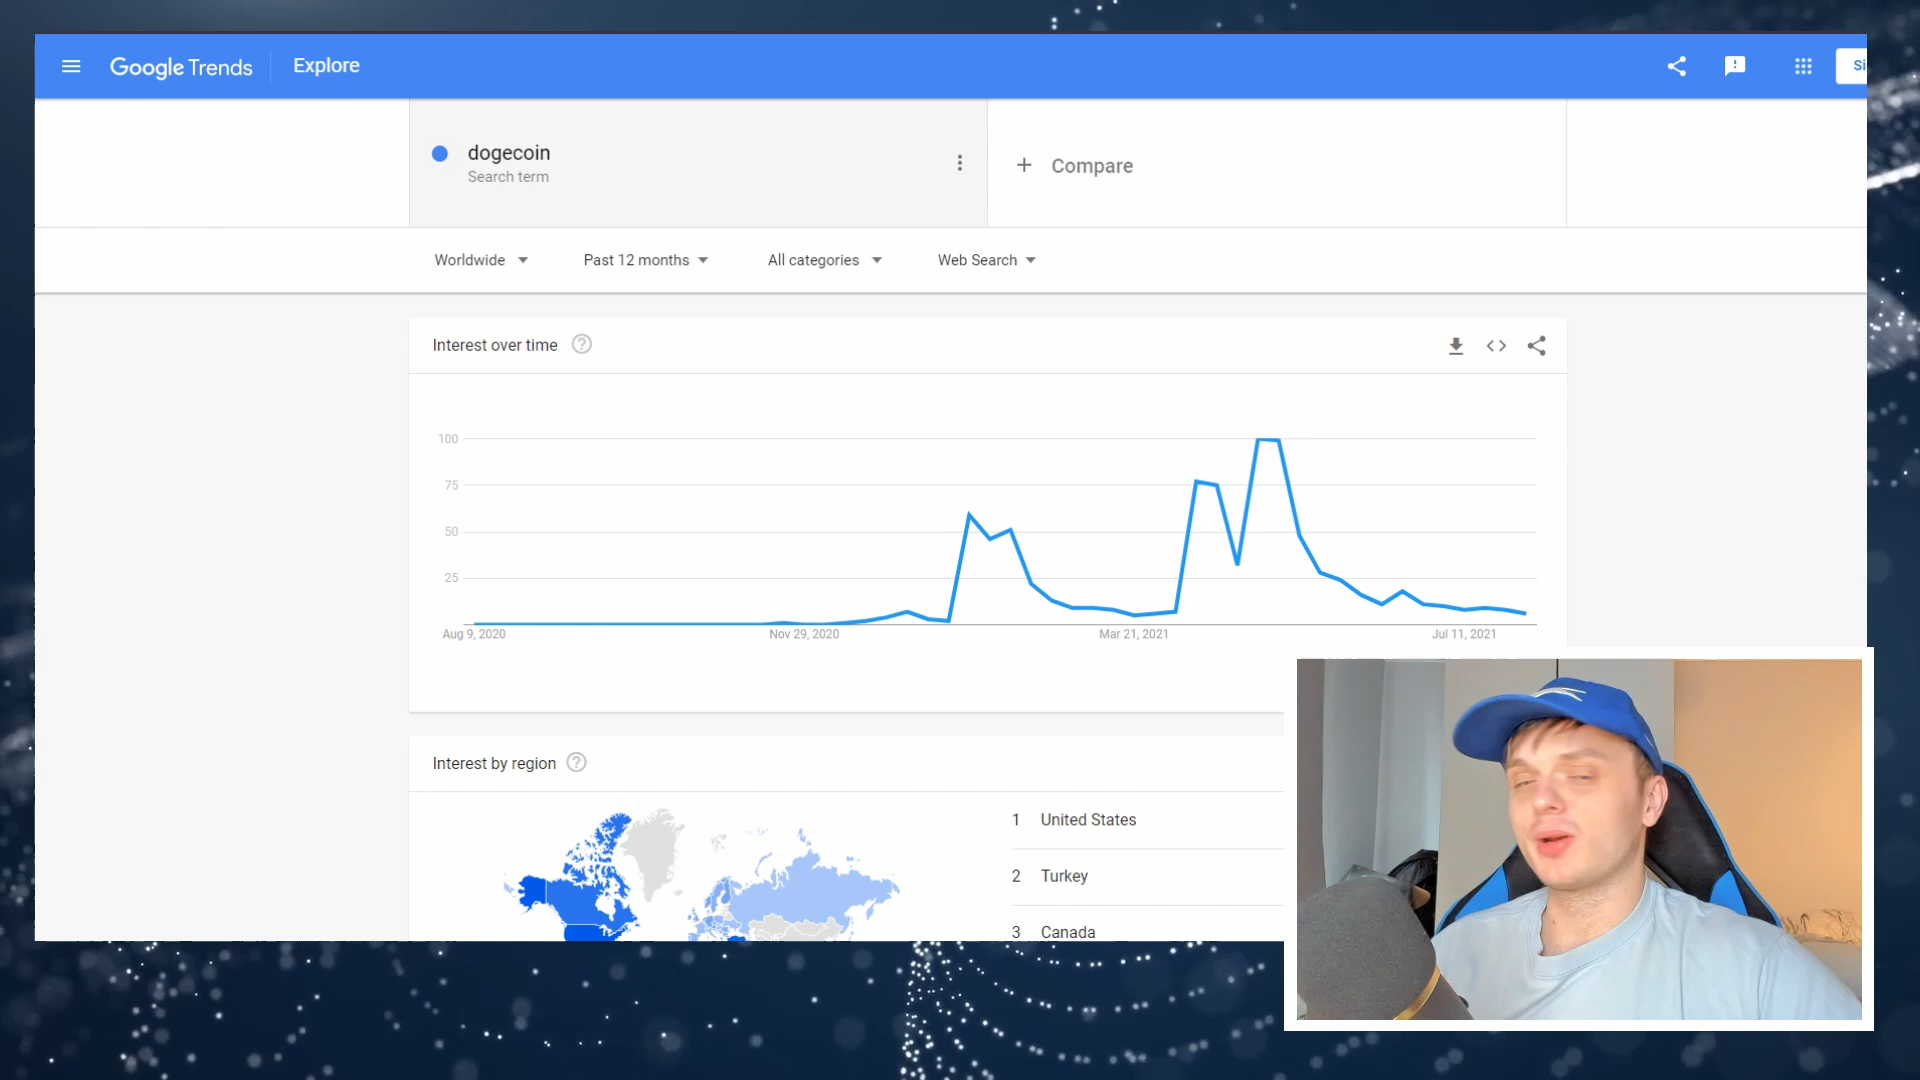 Google Trends
Explore
Si
dogecoin
Search term
+ Compare
Worldwide
Past 12 months
All categories
Web Search
Interest over time
100
75
50
25
Aug 9, 2020
Nov 29, 2020
Mar 21, 2021
Jul 11, 2021
Interest by region
1 United States
2 Turkey
3 Canada